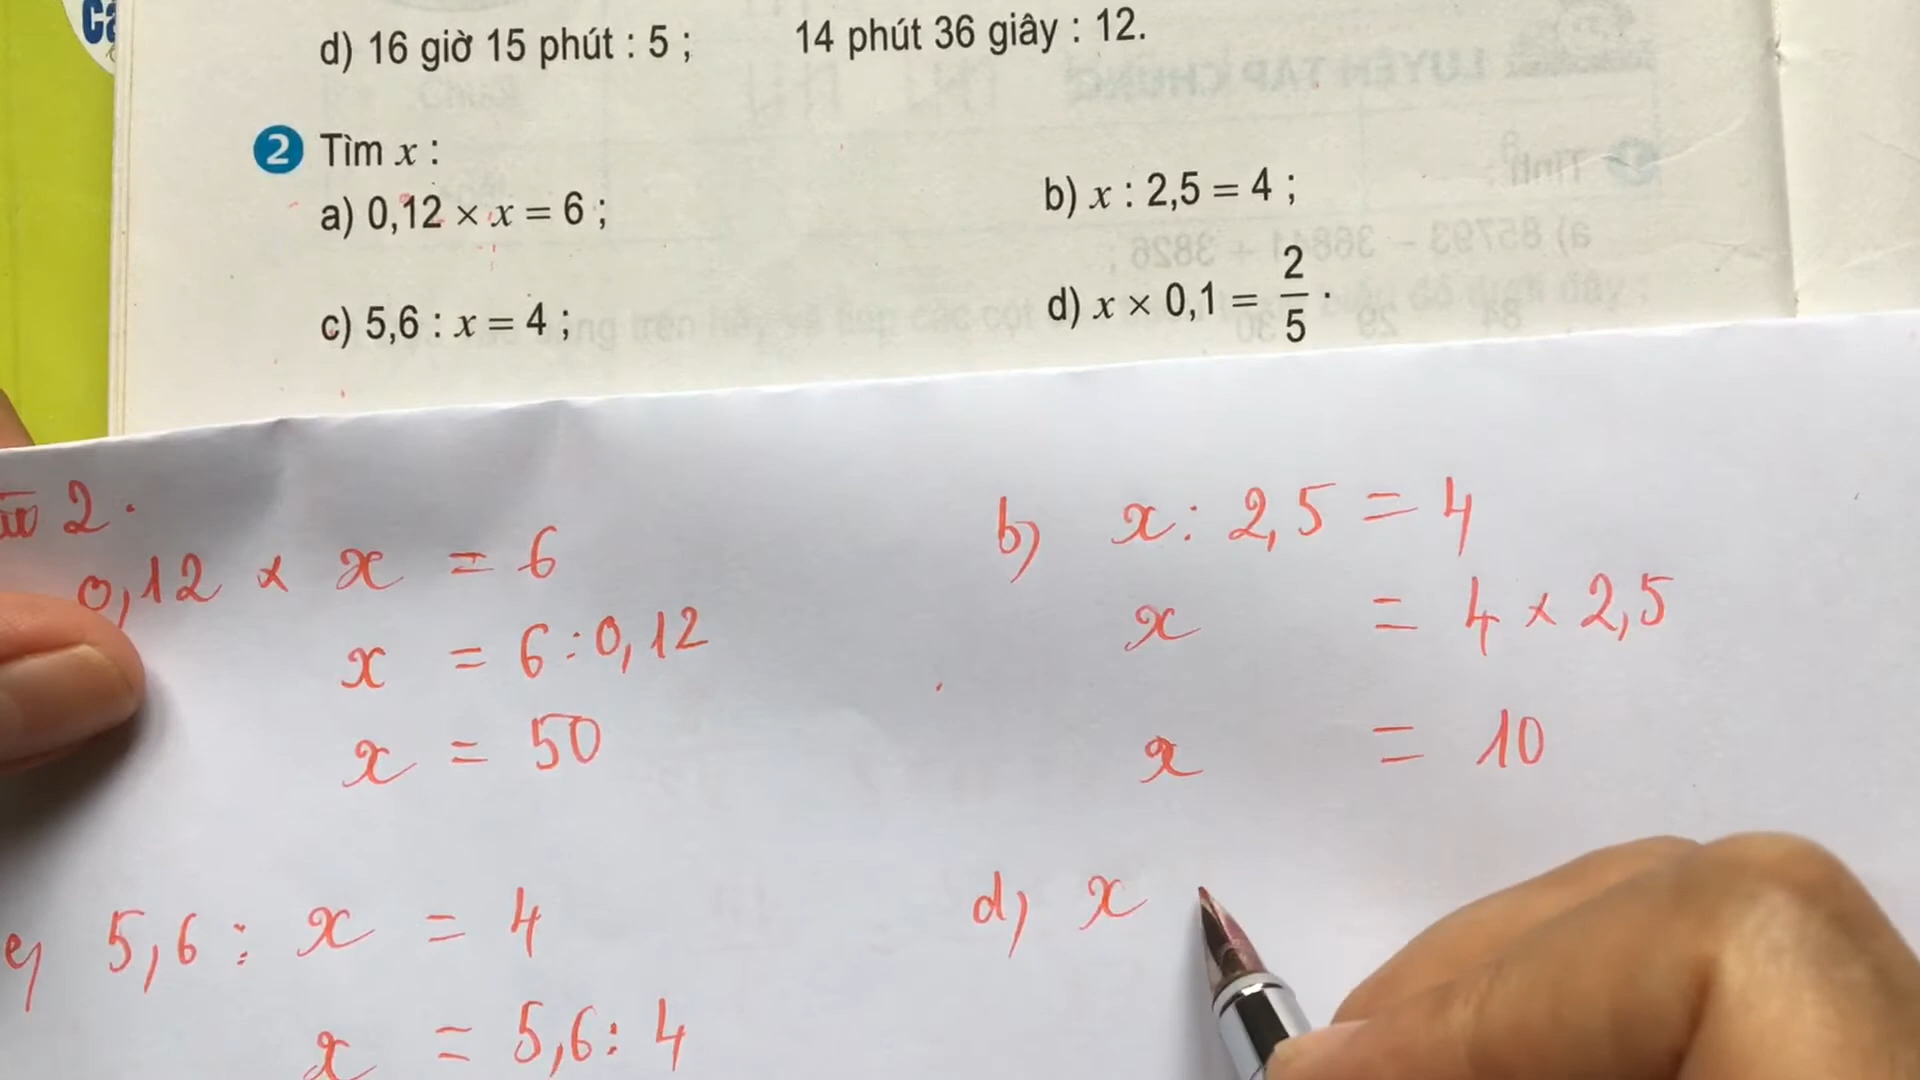 d) 16 giờ 15 phút : 5 ; 14 phút 36 giây : 12.
2 Tìm x :
a) 0,12 × x = 6 ; b) x : 2,5 = 4 ;
c) 5,6 : x = 4 ; d) x × 0,1 = 2/5 .
2.
0,12 × x = 6
x = 6 : 0,12
x = 50
b) x : 2,5 = 4
x = 4 × 2,5
x = 10
c) 5,6 : x = 4
x = 5,6 : 4
d) x